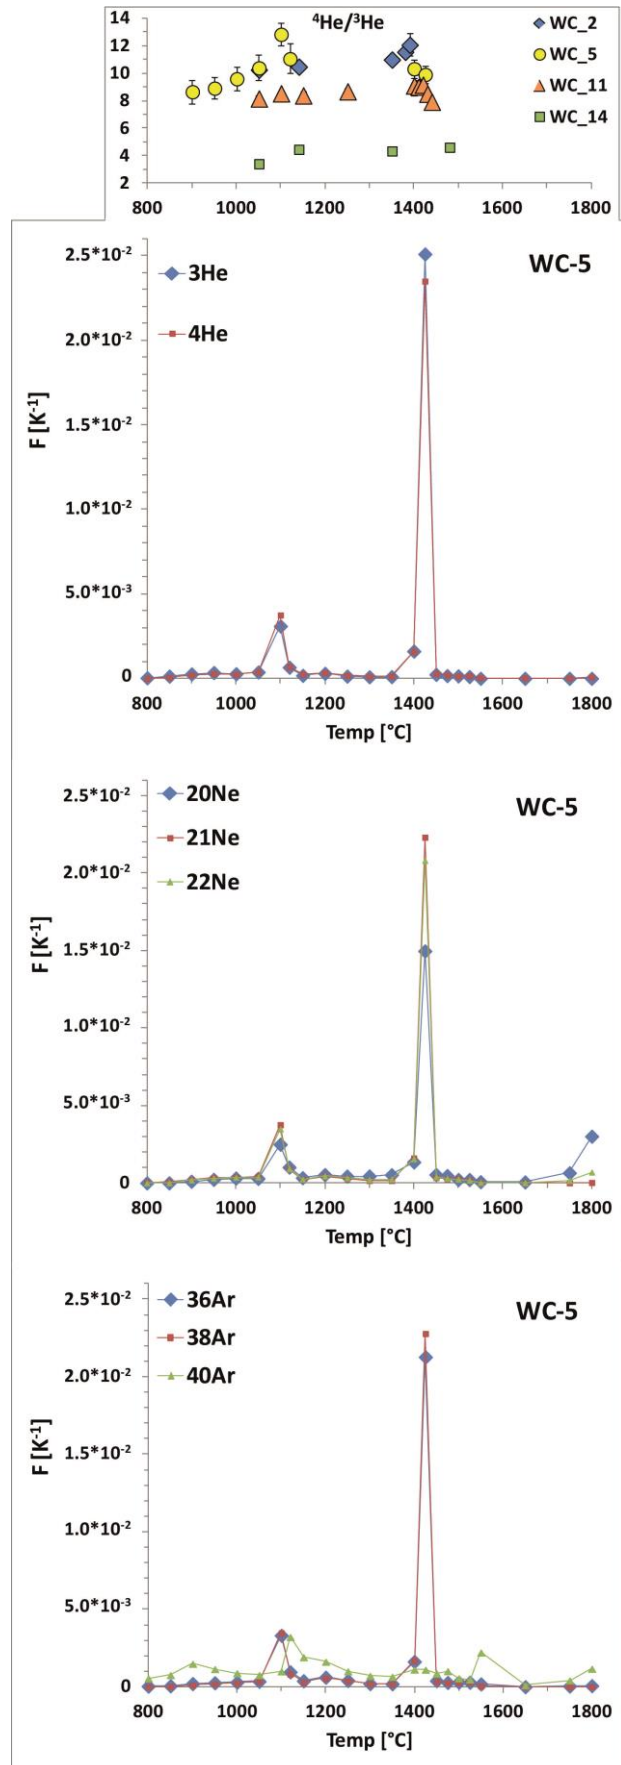 ⁴He/³He
14
12
10
8
6
4
2
WC_2
WC_5
WC_11
WC_14
800 1000 1200 1400 1600 1800
WC-5
3He
4He
F [K⁻¹]
2.5*10⁻²
2.0*10⁻²
1.5*10⁻²
1.0*10⁻²
5.0*10⁻³
0
800 1000 1200 1400 1600 1800
Temp [°C]
WC-5
20Ne
21Ne
22Ne
F [K⁻¹]
2.5*10⁻²
2.0*10⁻²
1.5*10⁻²
1.0*10⁻²
5.0*10⁻³
0
800 1000 1200 1400 1600 1800
Temp [°C]
WC-5
36Ar
38Ar
40Ar
F [K⁻¹]
2.5*10⁻²
2.0*10⁻²
1.5*10⁻²
1.0*10⁻²
5.0*10⁻³
0
800 1000 1200 1400 1600 1800
Temp [°C]